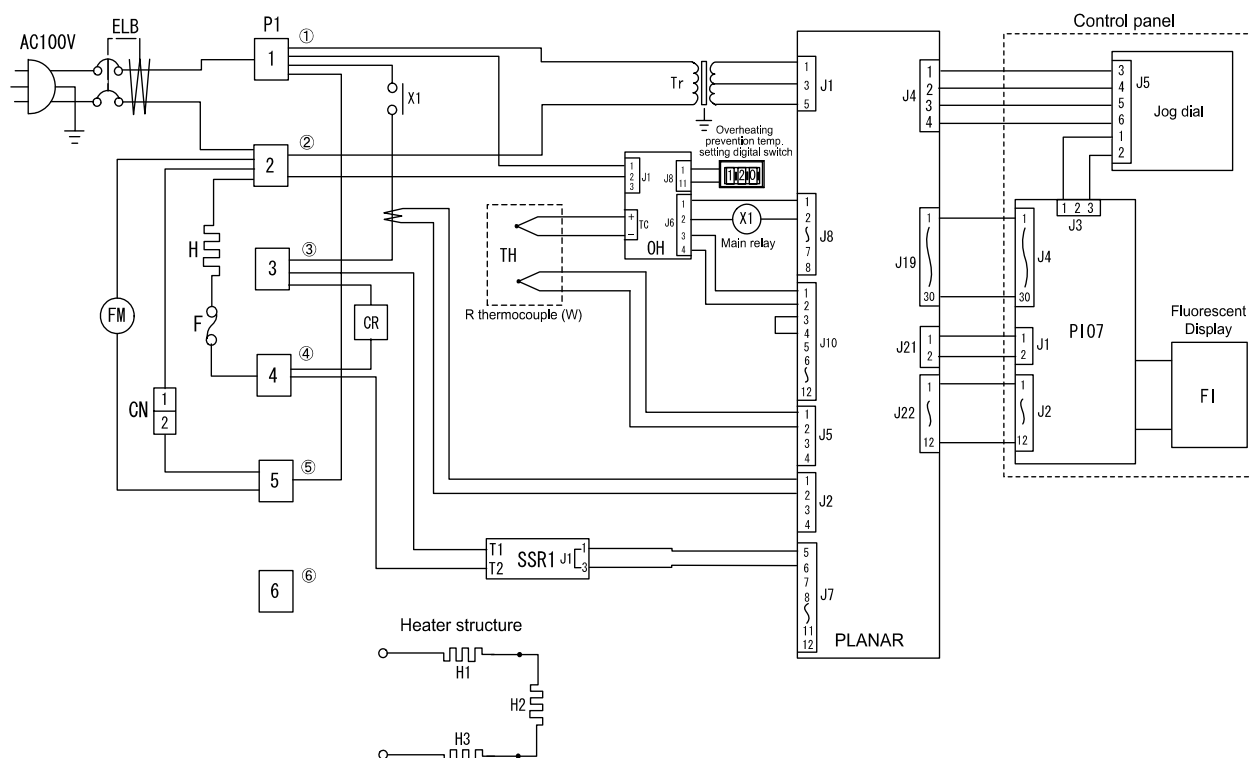 AC100V
ELB
P1
1
①
X1
2
②
H
F
FM
CN
1
2
3
③
CR
4
④
5
⑤
6
⑥
Tr
Overheating
prevention temp.
setting digital switch
1 2 0
1
2
3
J1
J8
1
11
+
−
TC
J6
1
2
3
4
OH
X1
Main relay
TH
R thermocouple (W)
T1
T2
SSR1
J1
1
3
1
3
5
J1
1
2
7
8
J8
1
2
3
4
5
6
12
J10
1
2
3
4
J5
1
2
3
4
J2
5
6
7
8
11
12
J7
PLANAR
J4
1
2
3
4
J19
1
30
J21
1
2
J22
1
12
Control panel
3
4
5
6
1
2
J5
Jog dial
1 2 3
J3
1
30
J4
PI07
1
2
J1
1
12
J2
Fluorescent
Display
FI
Heater structure
H1
H2
H3